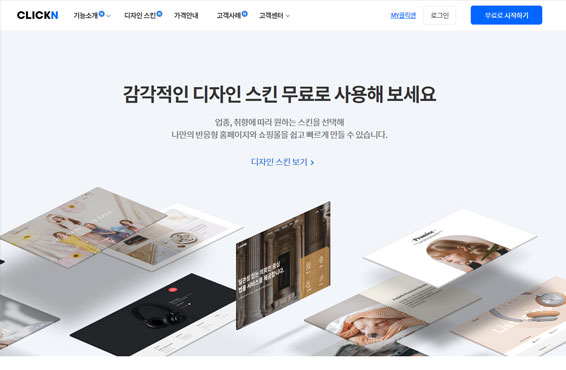 CLICKN
기능소개 N
디자인 스킨 N
가격안내
고객사례 N
고객센터
MY클릭엔
로그인
무료로 시작하기
감각적인 디자인 스킨 무료로 사용해 보세요
업종, 취향에 따라 원하는 스킨을 선택해
나만의 반응형 홈페이지와 쇼핑몰을 쉽고 빠르게 만들 수 있습니다.
디자인 스킨 보기 >